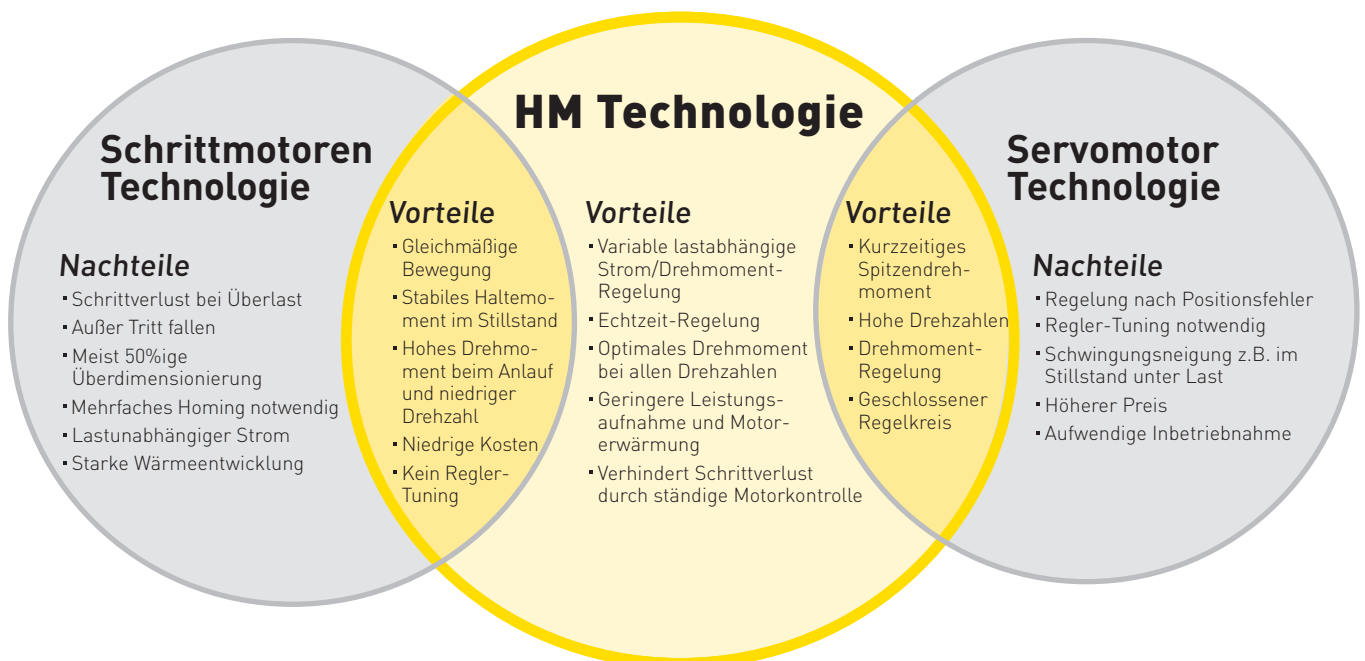 HM Technologie
Schrittmotoren
Technologie
Nachteile
▪ Schrittverlust bei Überlast
▪ Außer Tritt fallen
▪ Meist 50%ige
Überdimensionierung
▪ Mehrfaches Homing notwendig
▪ Lastunabhängiger Strom
▪ Starke Wärmeentwicklung
Vorteile
▪ Gleichmäßige
Bewegung
▪ Stabiles Haltemo-
ment im Stillstand
▪ Hohes Drehmo-
ment beim Anlauf
und niedriger
Drehzahl
▪ Niedrige Kosten
▪ Kein Regler-
Tuning
Vorteile
▪ Variable lastabhängige
Strom/Drehmoment-
Regelung
▪ Echtzeit-Regelung
▪ Optimales Drehmoment
bei allen Drehzahlen
▪ Geringere Leistungs-
aufnahme und Motor-
erwärmung
▪ Verhindert Schrittverlust
durch ständige Motorkontrolle
Vorteile
▪ Kurzzeitiges
Spitzendreh-
moment
▪ Hohe Drehzahlen
▪ Drehmoment-
Regelung
▪ Geschlossener
Regelkreis
Servomotor
Technologie
Nachteile
▪ Regelung nach Positionsfehler
▪ Regler-Tuning notwendig
▪ Schwingungsneigung z.B. im
Stillstand unter Last
▪ Höherer Preis
▪ Aufwendige Inbetriebnahme